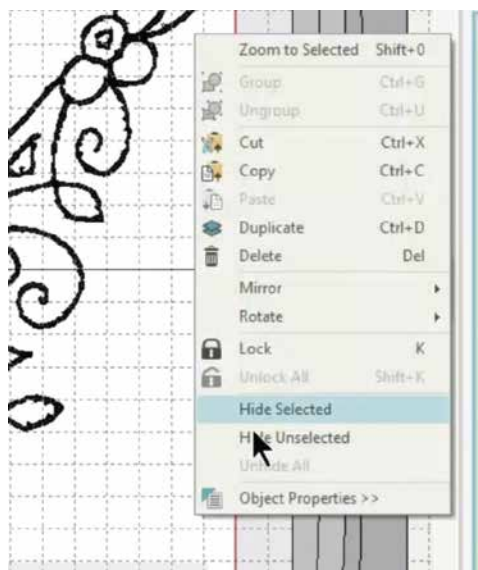 Zoom to Selected Shift+0
Group Ctrl+G
Ungroup Ctrl+U
Cut Ctrl+X
Copy Ctrl+C
Paste Ctrl+V
Duplicate Ctrl+D
Delete Del
Mirror
Rotate
Lock K
Unlock All Shift+K
Hide Selected
Hide Unselected
Unhide All
Object Properties >>